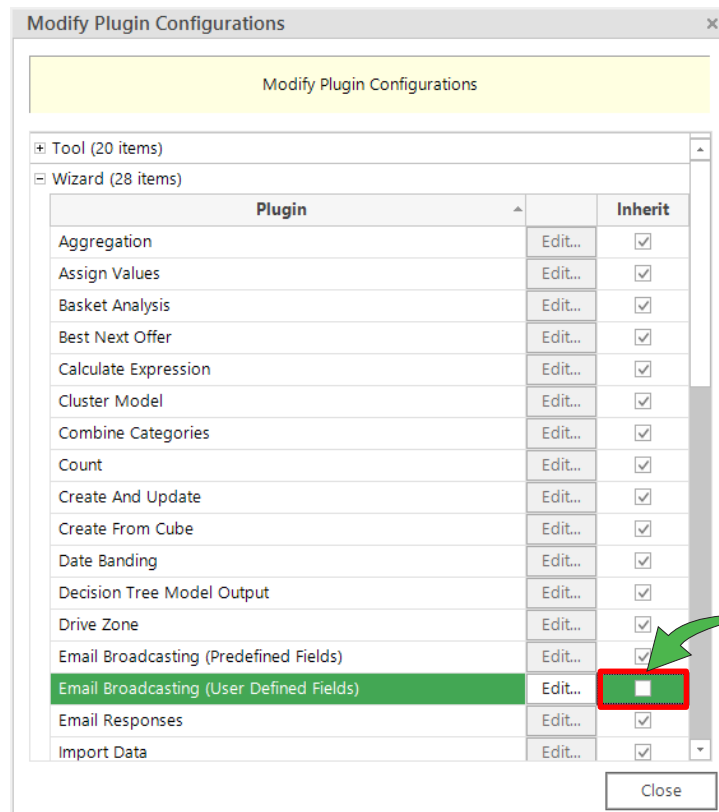 Modify Plugin Configurations
Modify Plugin Configurations
Tool (20 items)
Wizard (28 items)
Plugin Inherit
Aggregation Edit...
Assign Values Edit...
Basket Analysis Edit...
Best Next Offer Edit...
Calculate Expression Edit...
Cluster Model Edit...
Combine Categories Edit...
Count Edit...
Create And Update Edit...
Create From Cube Edit...
Date Banding Edit...
Decision Tree Model Output Edit...
Drive Zone Edit...
Email Broadcasting (Predefined Fields) Edit...
Email Broadcasting (User Defined Fields) Edit...
Email Responses Edit...
Import Data Edit...
Close